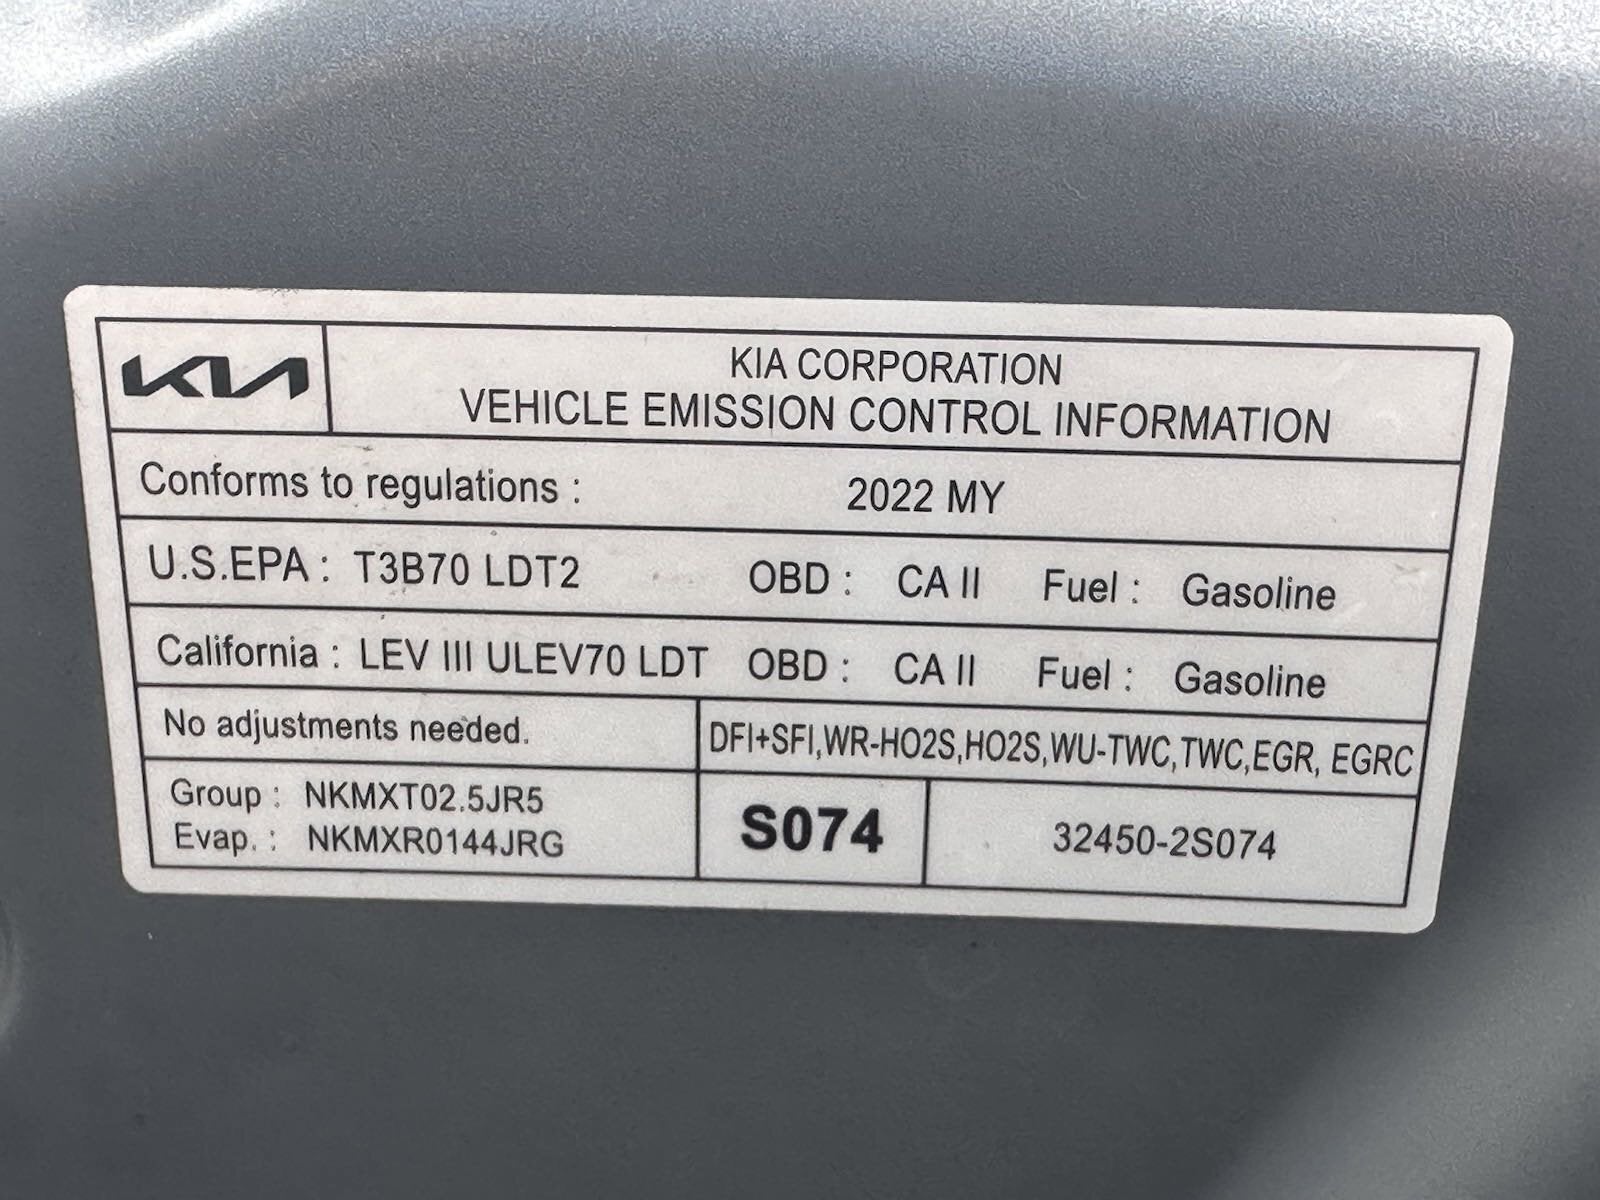 KIA
KIA CORPORATION
VEHICLE EMISSION CONTROL INFORMATION
Conforms to regulations : 2022 MY
U.S.EPA : T3B70 LDT2 OBD : CA II Fuel : Gasoline
California : LEV III ULEV70 LDT OBD : CA II Fuel : Gasoline
No adjustments needed.
DFI+SFI,WR-HO2S,HO2S,WU-TWC,TWC,EGR, EGRC
Group : NKMXT02.5JR5
Evap. : NKMXR0144JRG
S074
32450-2S074